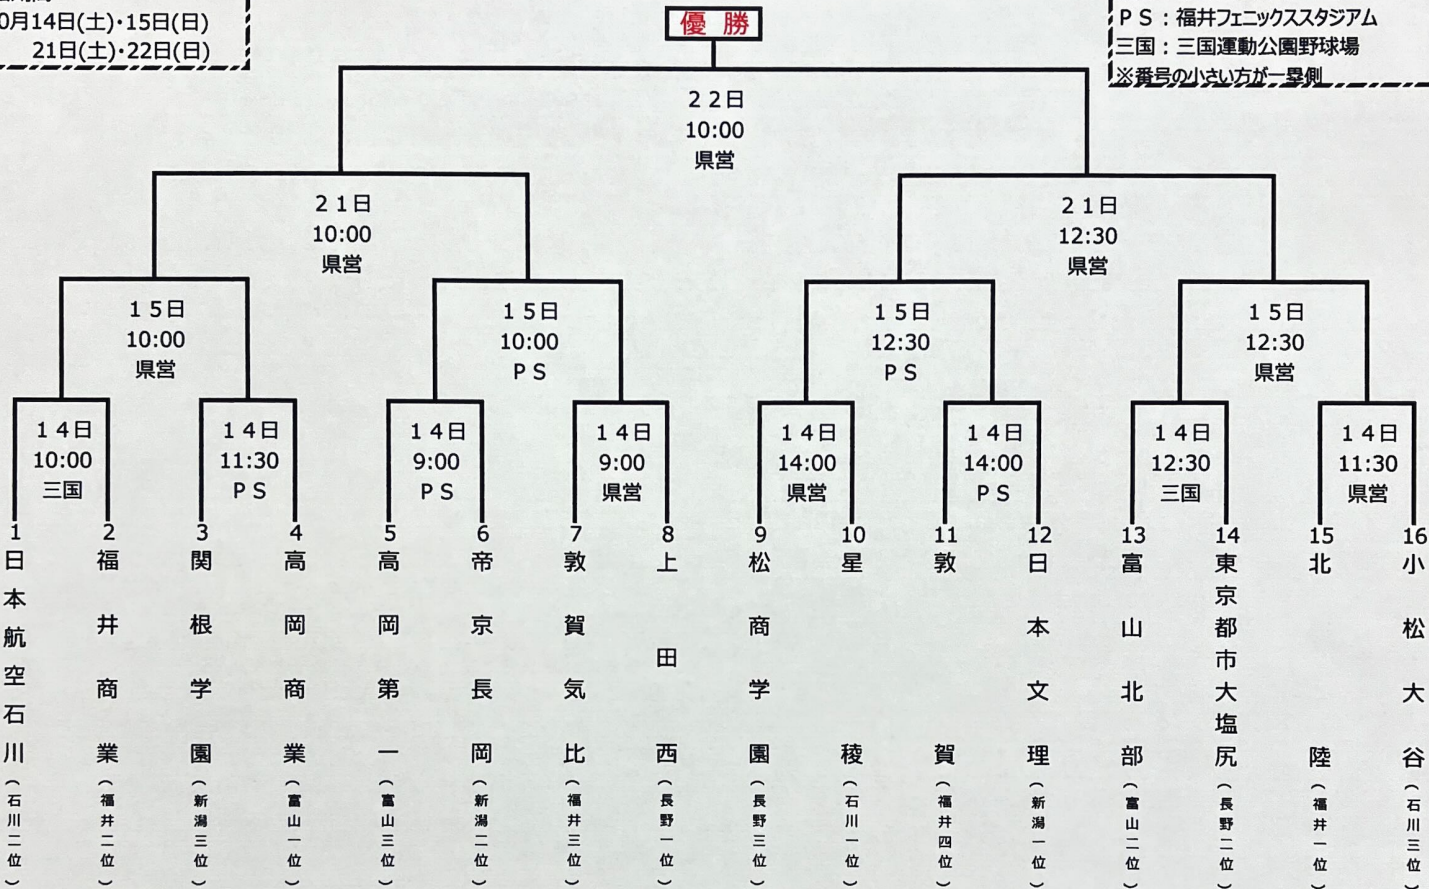 0月14日(土)・15日(日)
21日(土)・22日(日)
優勝
ＰＳ：福井フェニックススタジアム
三国：三国運動公園野球場
※番号の小さい方が一塁側
２２日
10:00
県営
２１日
10:00
県営
２１日
12:30
県営
１５日
10:00
県営
１５日
10:00
ＰＳ
１５日
12:30
ＰＳ
１５日
12:30
県営
１４日
10:00
三国
１４日
11:30
ＰＳ
１４日
9:00
ＰＳ
１４日
9:00
県営
１４日
14:00
県営
１４日
14:00
ＰＳ
１４日
12:30
三国
１４日
11:30
県営
1
日本航空石川(石川二位)
2
福井商業(福井二位)
3
関根学園(新潟三位)
4
高岡商業(富山一位)
5
高岡第一(富山三位)
6
帝京長岡(新潟二位)
7
敦賀気比(福井三位)
8
上田西(長野一位)
9
松商学園(長野三位)
10
星稜(石川一位)
11
敦賀(福井四位)
12
日本文理(新潟一位)
13
富山北部(富山二位)
14
東京都市大塩尻(長野二位)
15
北陸(福井一位)
16
小松大谷(石川三位)